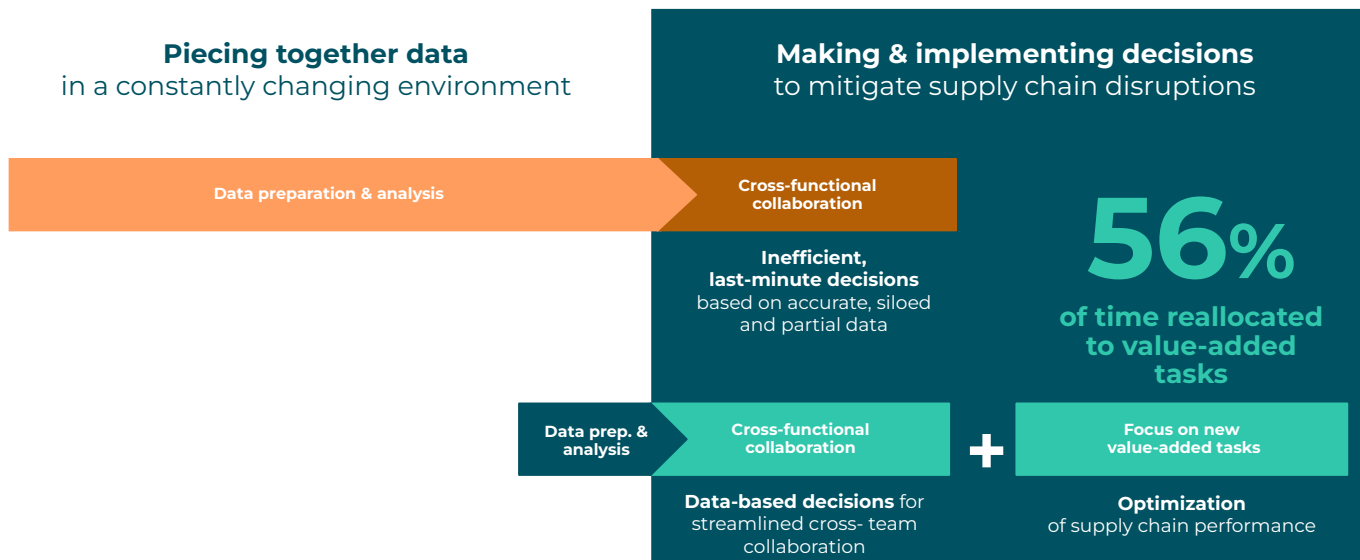 Piecing together data
in a constantly changing environment
Making & implementing decisions
to mitigate supply chain disruptions
Data preparation & analysis
Cross-functional
collaboration
Inefficient,
last-minute decisions
based on accurate, siloed
and partial data
56%
of time reallocated
to value-added
tasks
Data prep. &
analysis
Cross-functional
collaboration
+
Focus on new
value-added tasks
Data-based decisions for
streamlined cross- team
collaboration
Optimization
of supply chain performance